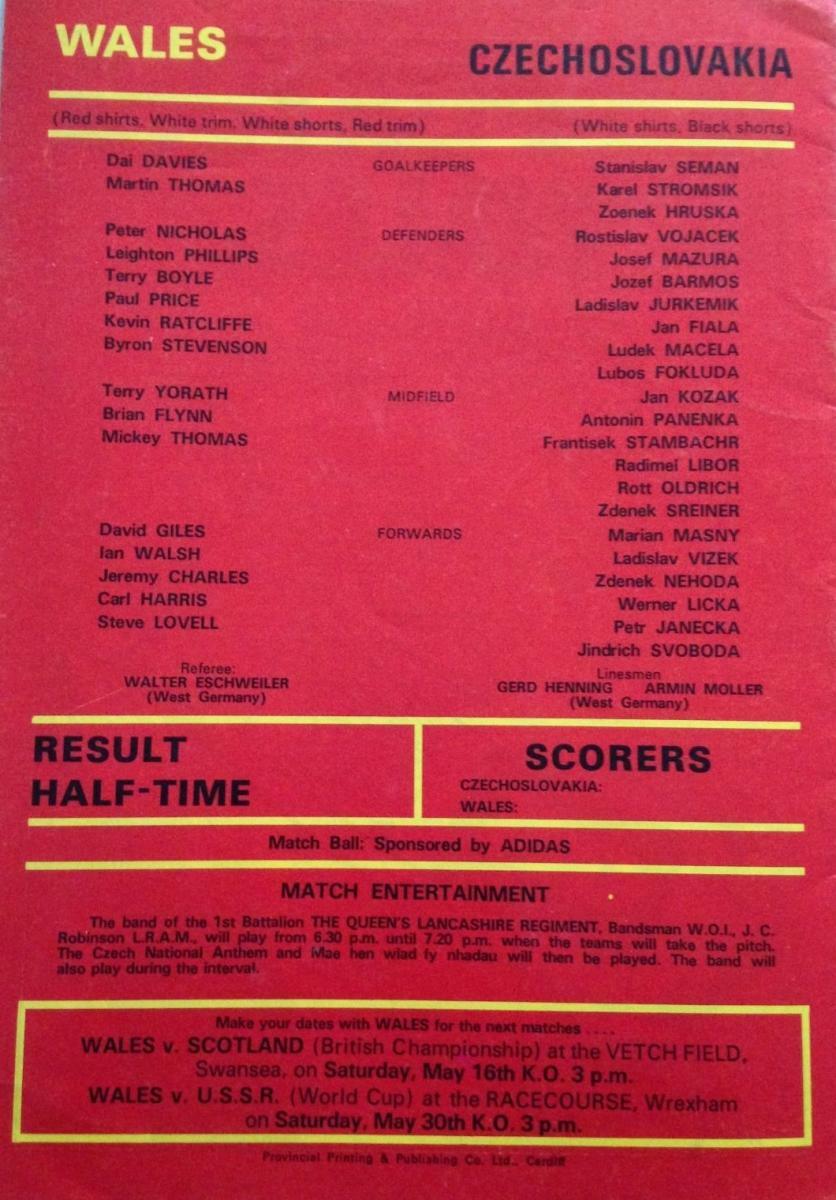 WALES
CZECHOSLOVAKIA
(Red shirts, White trim, White shorts, Red trim)
(White shirts, Black shorts)
Dai DAVIES
Martin THOMAS
GOALKEEPERS
Stanislav SEMAN
Karel STROMSIK
Zoenek HRUSKA
Peter NICHOLAS
Leighton PHILLIPS
Terry BOYLE
Paul PRICE
Kevin RATCLIFFE
Byron STEVENSON
DEFENDERS
Rostislav VOJACEK
Josef MAZURA
Jozef BARMOS
Ladislav JURKEMIK
Jan FIALA
Ludek MACELA
Lubos FOKLUDA
Terry YORATH
Brian FLYNN
Mickey THOMAS
MIDFIELD
Jan KOZAK
Antonin PANENKA
Frantisek STAMBACHR
Radimel LIBOR
Rott OLDRICH
Zdenek SREINER
David GILES
Ian WALSH
Jeremy CHARLES
Carl HARRIS
Steve LOVELL
FORWARDS
Marian MASNY
Ladislav VIZEK
Zdenek NEHODA
Werner LICKA
Petr JANECKA
Jindrich SVOBODA
Referee:
WALTER ESCHWEILER
(West Germany)
Linesmen
GERD HENNING ARMIN MOLLER
(West Germany)
RESULT
HALF-TIME
SCORERS
CZECHOSLOVAKIA:
WALES:
Match Ball: Sponsored by ADIDAS
MATCH ENTERTAINMENT
The band of the 1st Battalion THE QUEEN'S LANCASHIRE REGIMENT, Bandsman W.O.I., J. C.
Robinson L.R.A.M., will play from 6.30 p.m. until 7.20 p.m. when the teams will take the pitch.
The Czech National Anthem and Mae hen wlad fy nhadau will then be played. The band will
also play during the interval.
Make your dates with WALES for the next matches ....
WALES v. SCOTLAND (British Championship) at the VETCH FIELD,
Swansea, on Saturday, May 16th K.O. 3 p.m.
WALES v. U.S.S.R. (World Cup) at the RACECOURSE, Wrexham
on Saturday, May 30th K.O. 3 p.m.
Provincial Printing & Publishing Co. Ltd., Cardiff